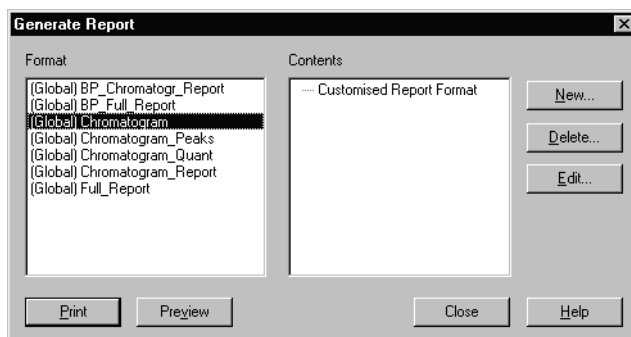 Generate Report
Format
Contents
(Global) BP_Chromatogr_Report
(Global) BP_Full_Report
(Global) Chromatogram
(Global) Chromatogram_Peaks
(Global) Chromatogram_Quant
(Global) Chromatogram_Report
(Global) Full_Report
Customised Report Format
New...
Delete...
Edit...
Print
Preview
Close
Help